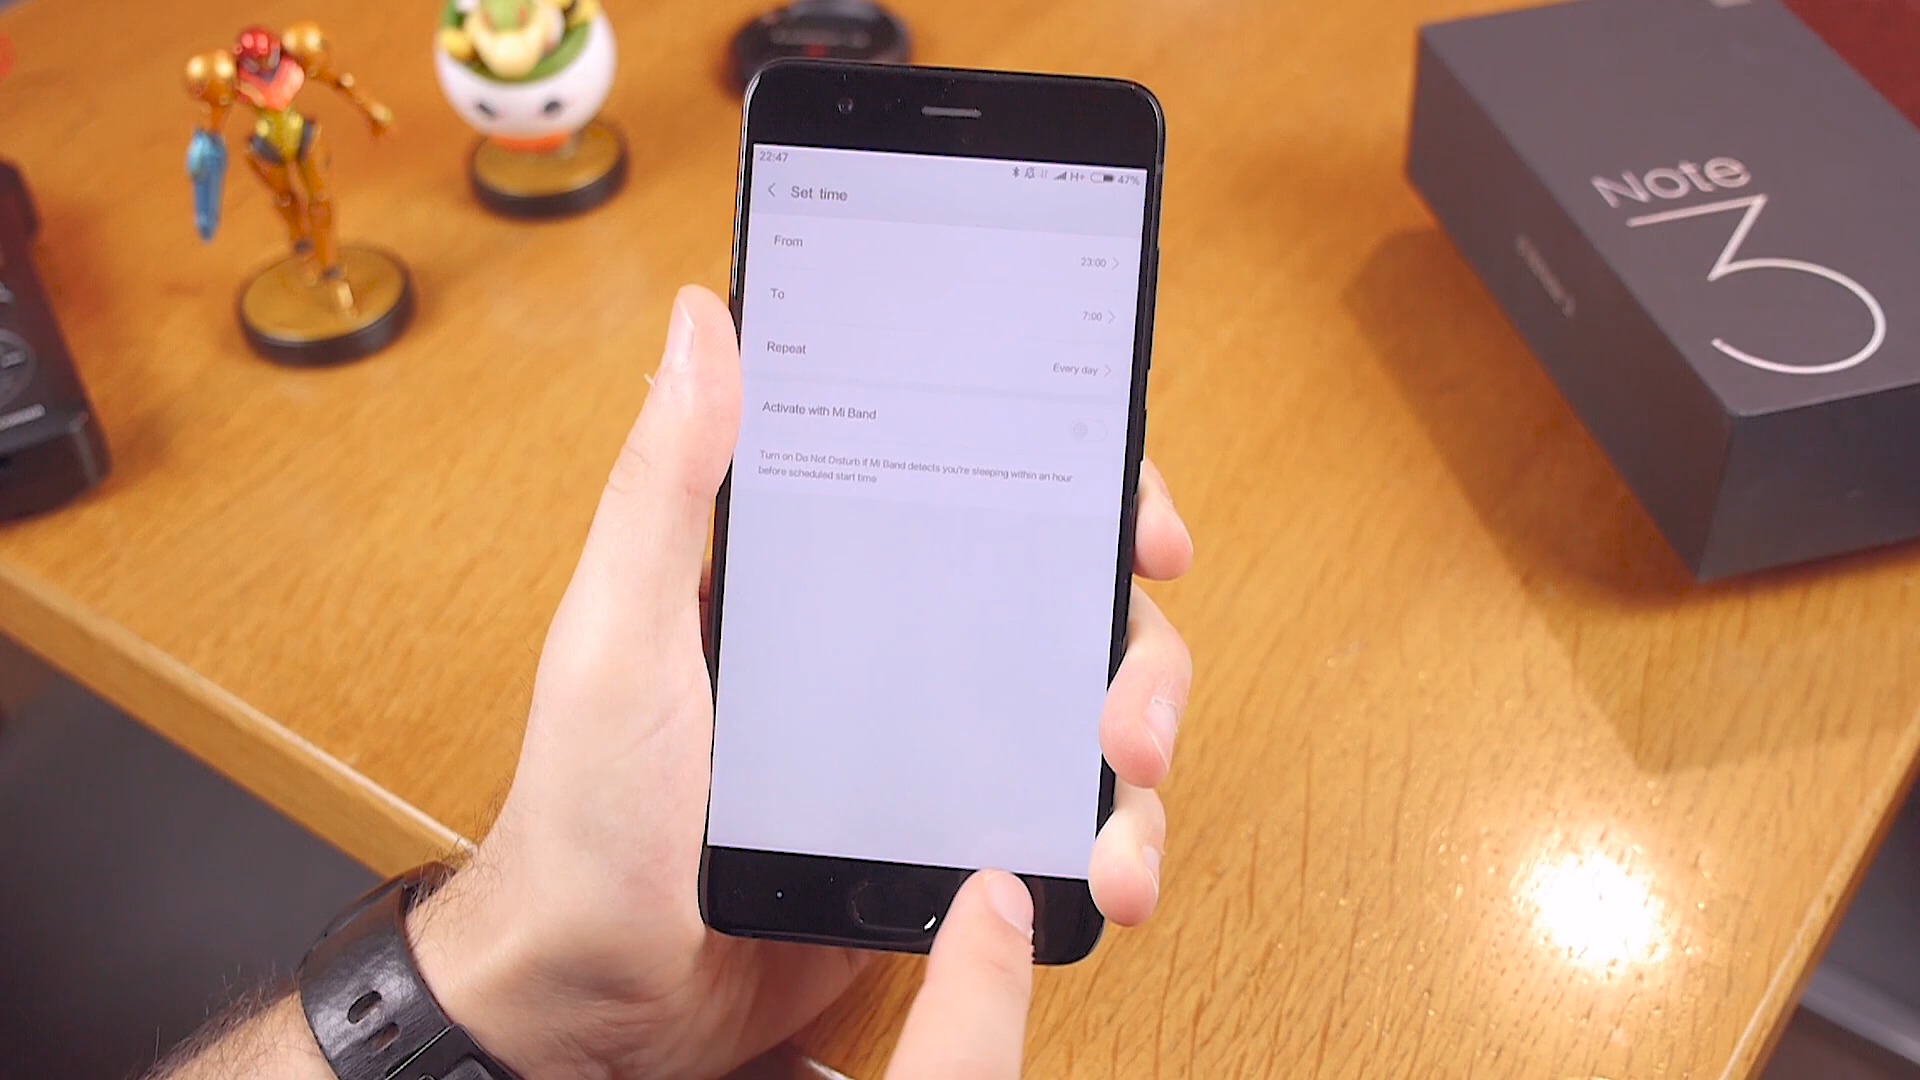 22:47
H+ 47%
Set time
From
23:00
To
7:00
Repeat
Every day
Activate with Mi Band
Turn on Do Not Disturb if Mi Band detects you're sleeping within an hour
before scheduled start time
Note
3